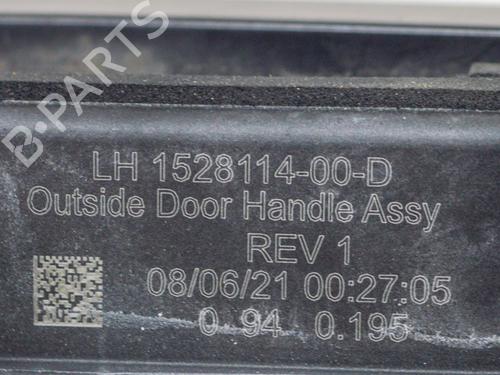 B-PARTS
LH 1528114-00-D
Outside Door Handle Assy
REV 1
08/06/21 00:27:05
0.94 0.195